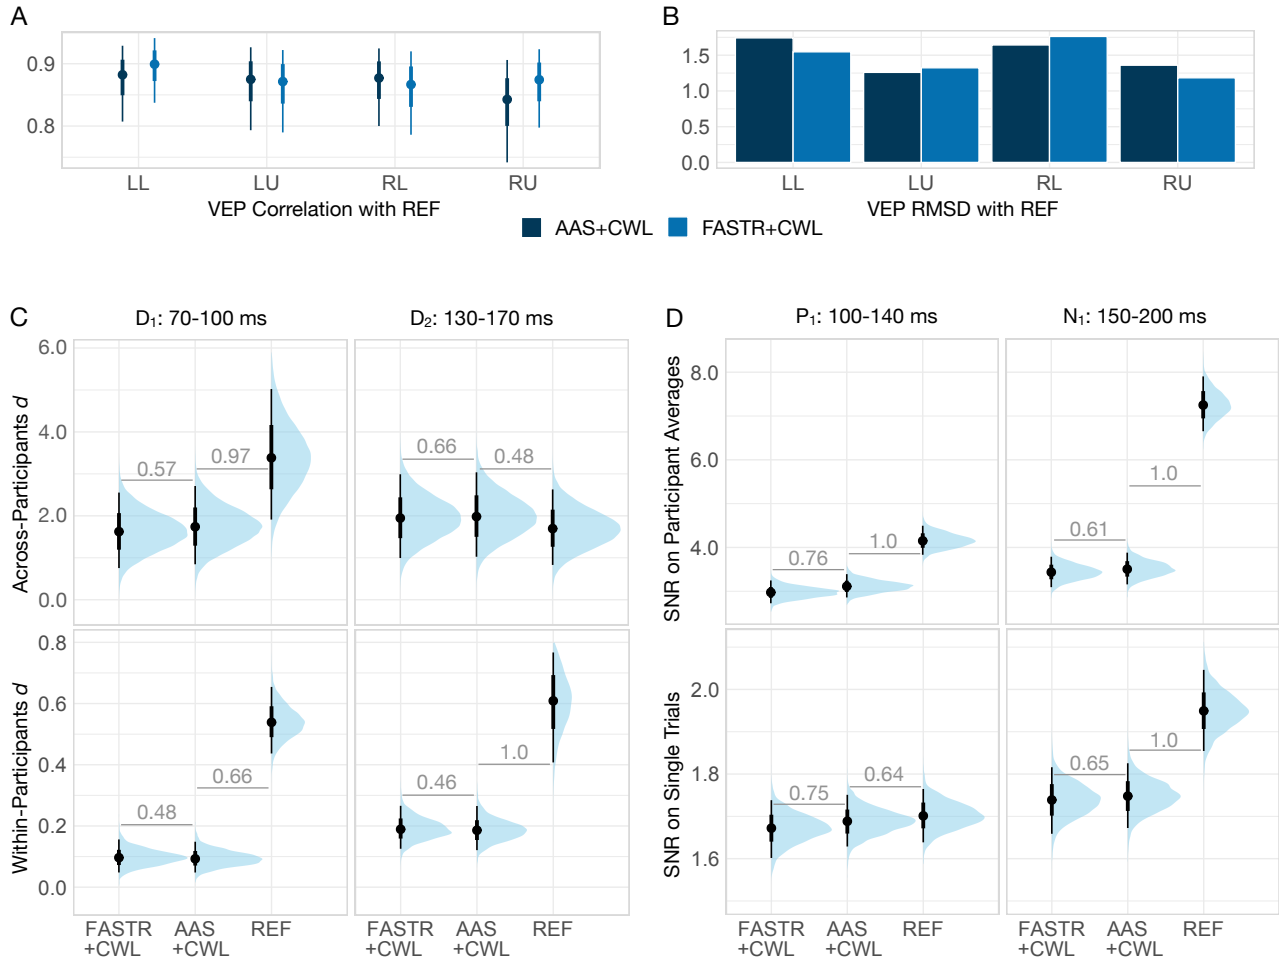 A
0.9
0.8
LL LU RL RU
VEP Correlation with REF
B
1.5
1.0
0.5
0.0
LL LU RL RU
VEP RMSD with REF
AAS+CWL FASTR+CWL
C
D₁: 70-100 ms D₂: 130-170 ms
Across-Participants d
6.0
4.0
2.0
0.0
0.57 0.97
0.66 0.48
Within-Participants d
0.8
0.6
0.4
0.2
0.0
0.48 0.66
0.46 1.0
FASTR AAS REF FASTR AAS REF
+CWL +CWL +CWL +CWL
D
P₁: 100-140 ms N₁: 150-200 ms
SNR on Participant Averages
8.0
6.0
4.0
0.76 1.0
0.61 1.0
SNR on Single Trials
2.0
1.8
1.6
0.75 0.64
0.65 1.0
FASTR AAS REF FASTR AAS REF
+CWL +CWL +CWL +CWL